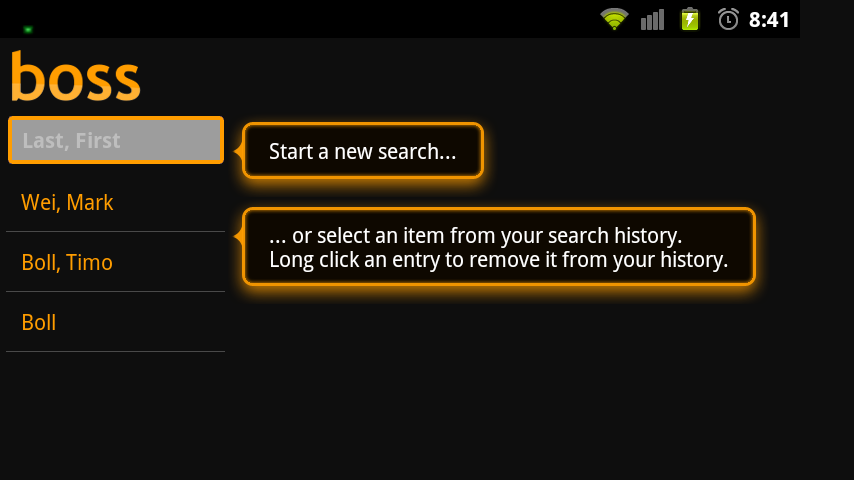 8:41
boss
Last, First
Start a new search...
Wei, Mark
... or select an item from your search history.
Long click an entry to remove it from your history.
Boll, Timo
Boll